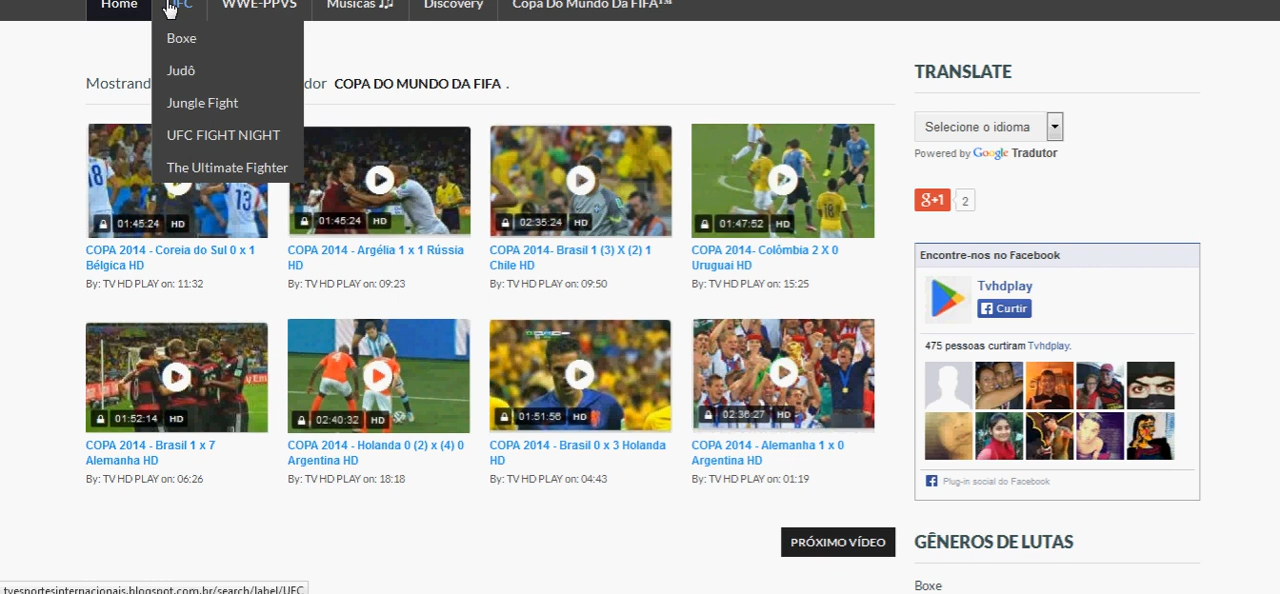 Home
UFC
WWE-PPVS
Músicas ♫
Discovery
Copa Do Mundo Da FIFA
Boxe
Judô
Jungle Fight
UFC FIGHT NIGHT
The Ultimate Fighter
Mostrand
dor COPA DO MUNDO DA FIFA .
01:45:24 HD
01:45:24 HD
02:35:24 HD
01:47:52 HD
COPA 2014 - Coreia do Sul 0 x 1
Bélgica HD
By: TV HD PLAY on: 11:32
COPA 2014 - Argélia 1 x 1 Rússia
HD
By: TV HD PLAY on: 09:23
COPA 2014- Brasil 1 (3) X (2) 1
Chile HD
By: TV HD PLAY on: 09:50
COPA 2014- Colômbia 2 X 0
Uruguai HD
By: TV HD PLAY on: 15:25
01:52:14 HD
02:40:32 HD
01:51:56 HD
02:36:27 HD
COPA 2014 - Brasil 1 x 7
Alemanha HD
By: TV HD PLAY on: 06:26
COPA 2014 - Holanda 0 (2) x (4) 0
Argentina HD
By: TV HD PLAY on: 18:18
COPA 2014 - Brasil 0 x 3 Holanda
HD
By: TV HD PLAY on: 04:43
COPA 2014 - Alemanha 1 x 0
Argentina HD
By: TV HD PLAY on: 01:19
PRÓXIMO VÍDEO
TRANSLATE
Selecione o idioma
Powered by Google Tradutor
g+1 2
Encontre-nos no Facebook
Tvhdplay
Curtir
475 pessoas curtiram Tvhdplay.
Plug-in social do Facebook
GÊNEROS DE LUTAS
Boxe
tvesportesinternacionais.blogspot.com.br/search/label/UFC